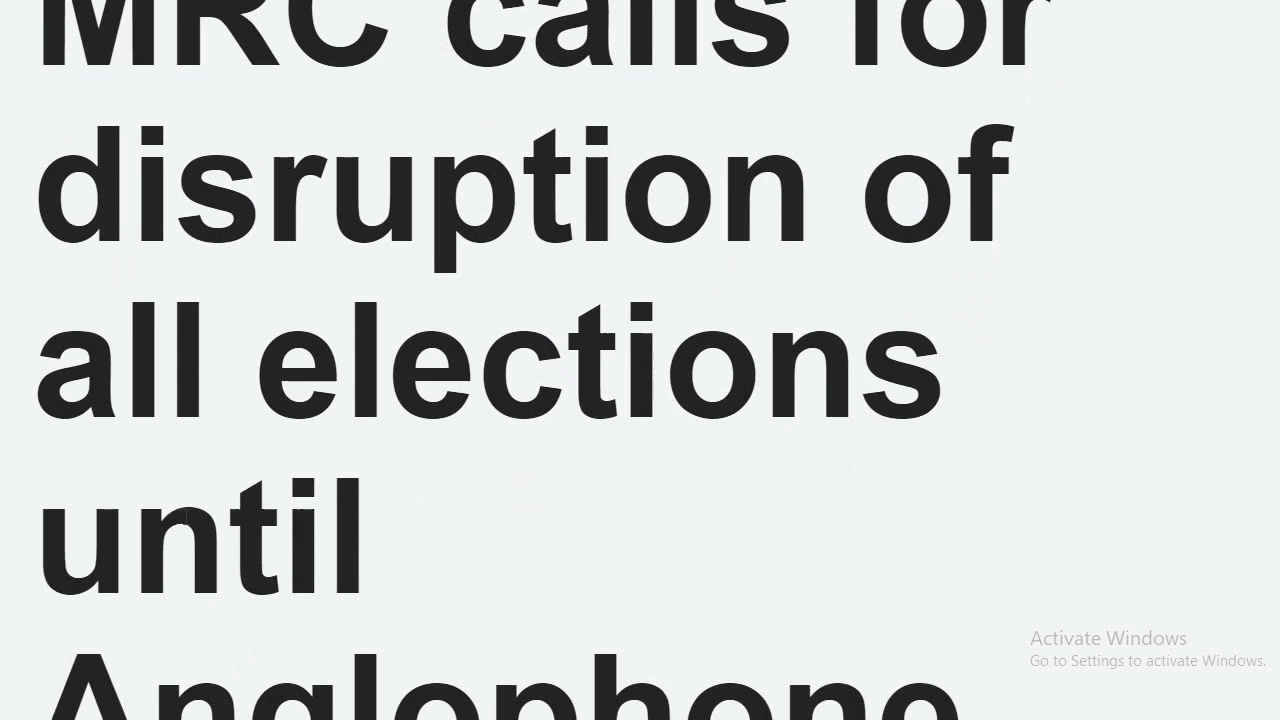 MRC calls for
disruption of
all elections
until
Anglophone
Activate Windows
Go to Settings to activate Windows.